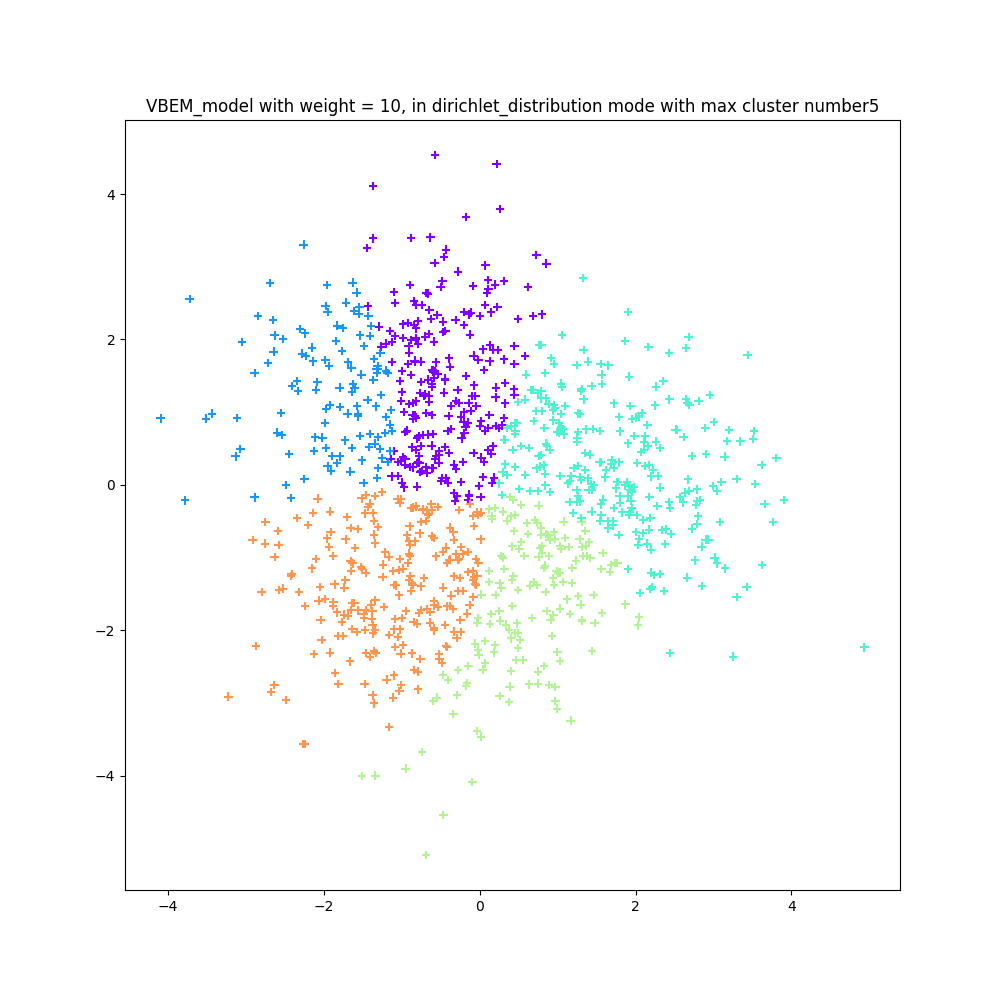 VBEM_model with weight = 10, in dirichlet_distribution mode with max cluster number5
4
2
0
−2
−4
−4 −2 0 2 4